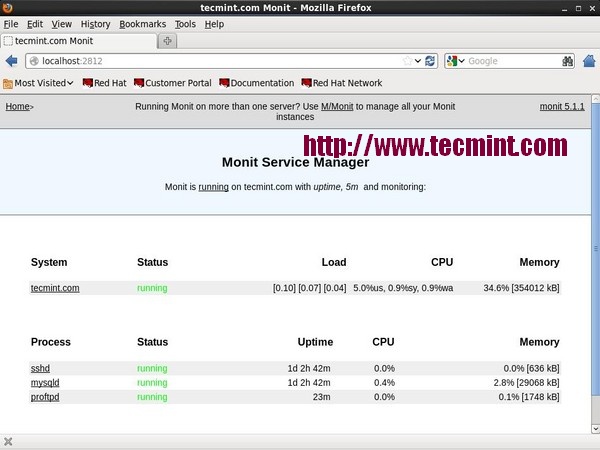 tecmint.com Monit - Mozilla Firefox
File Edit View History Bookmarks Tools Help
tecmint.com Monit
localhost:2812 Google
Most Visited Red Hat Customer Portal Documentation Red Hat Network
Home> Running Monit on more than one server? Use M/Monit to manage all your Monit monit 5.1.1
instances
http://www.tecmint.com
Monit Service Manager
Monit is running on tecmint.com with uptime, 5m and monitoring:
System Status Load CPU Memory
tecmint.com running [0.10] [0.07] [0.04] 5.0%us, 0.9%sy, 0.9%wa 34.6% [354012 kB]
Process Status Uptime CPU Memory
sshd running 1d 2h 42m 0.0% 0.0% [636 kB]
mysqld running 1d 2h 42m 0.4% 2.8% [29068 kB]
proftpd running 23m 0.0% 0.1% [1748 kB]